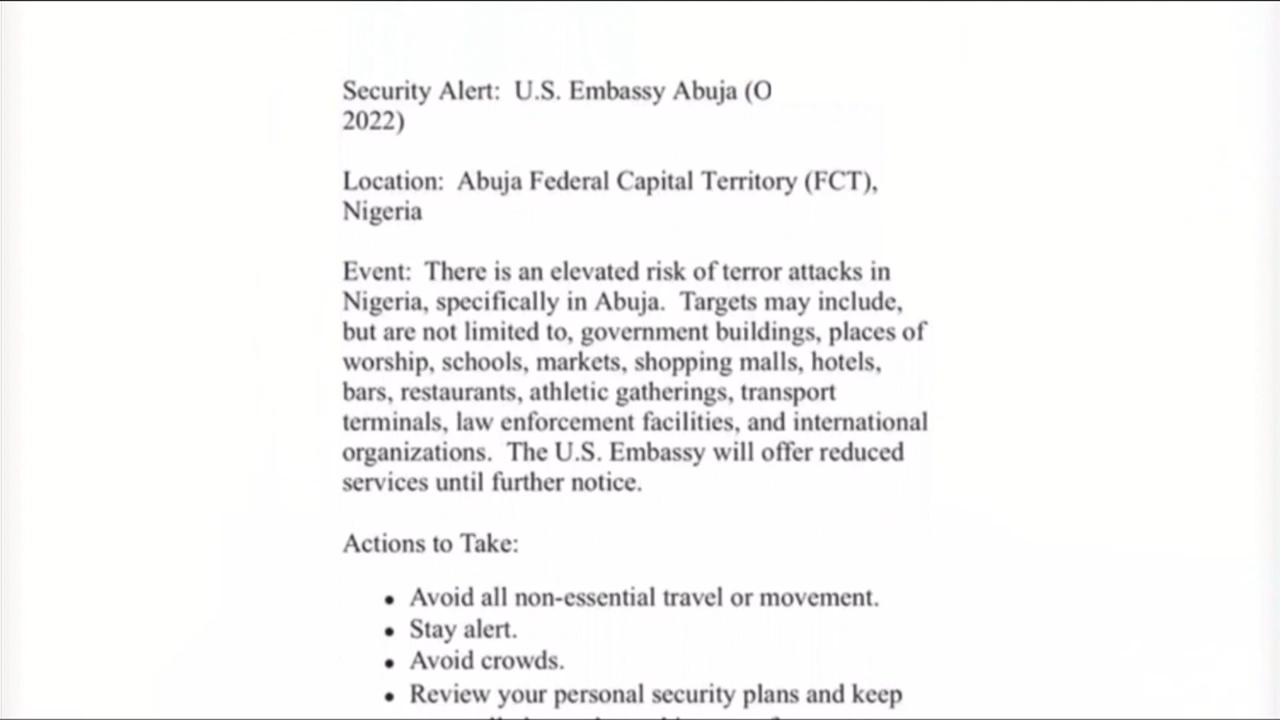 Security Alert:  U.S. Embassy Abuja (O
2022)
Location:  Abuja Federal Capital Territory (FCT),
Nigeria
Event:  There is an elevated risk of terror attacks in
Nigeria, specifically in Abuja.  Targets may include,
but are not limited to, government buildings, places of
worship, schools, markets, shopping malls, hotels,
bars, restaurants, athletic gatherings, transport
terminals, law enforcement facilities, and international
organizations.  The U.S. Embassy will offer reduced
services until further notice.
Actions to Take:
• Avoid all non-essential travel or movement.
• Stay alert.
• Avoid crowds.
• Review your personal security plans and keep